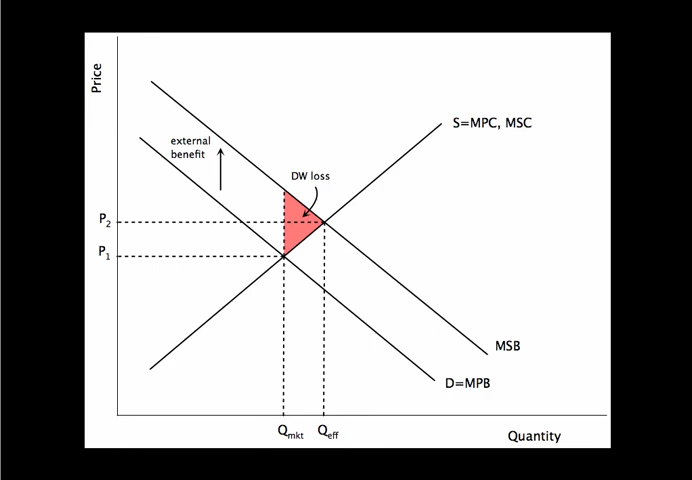 Price
S=MPC, MSC
external
benefit
DW loss
P2
P1
MSB
D=MPB
Qmkt
Qeff
Quantity